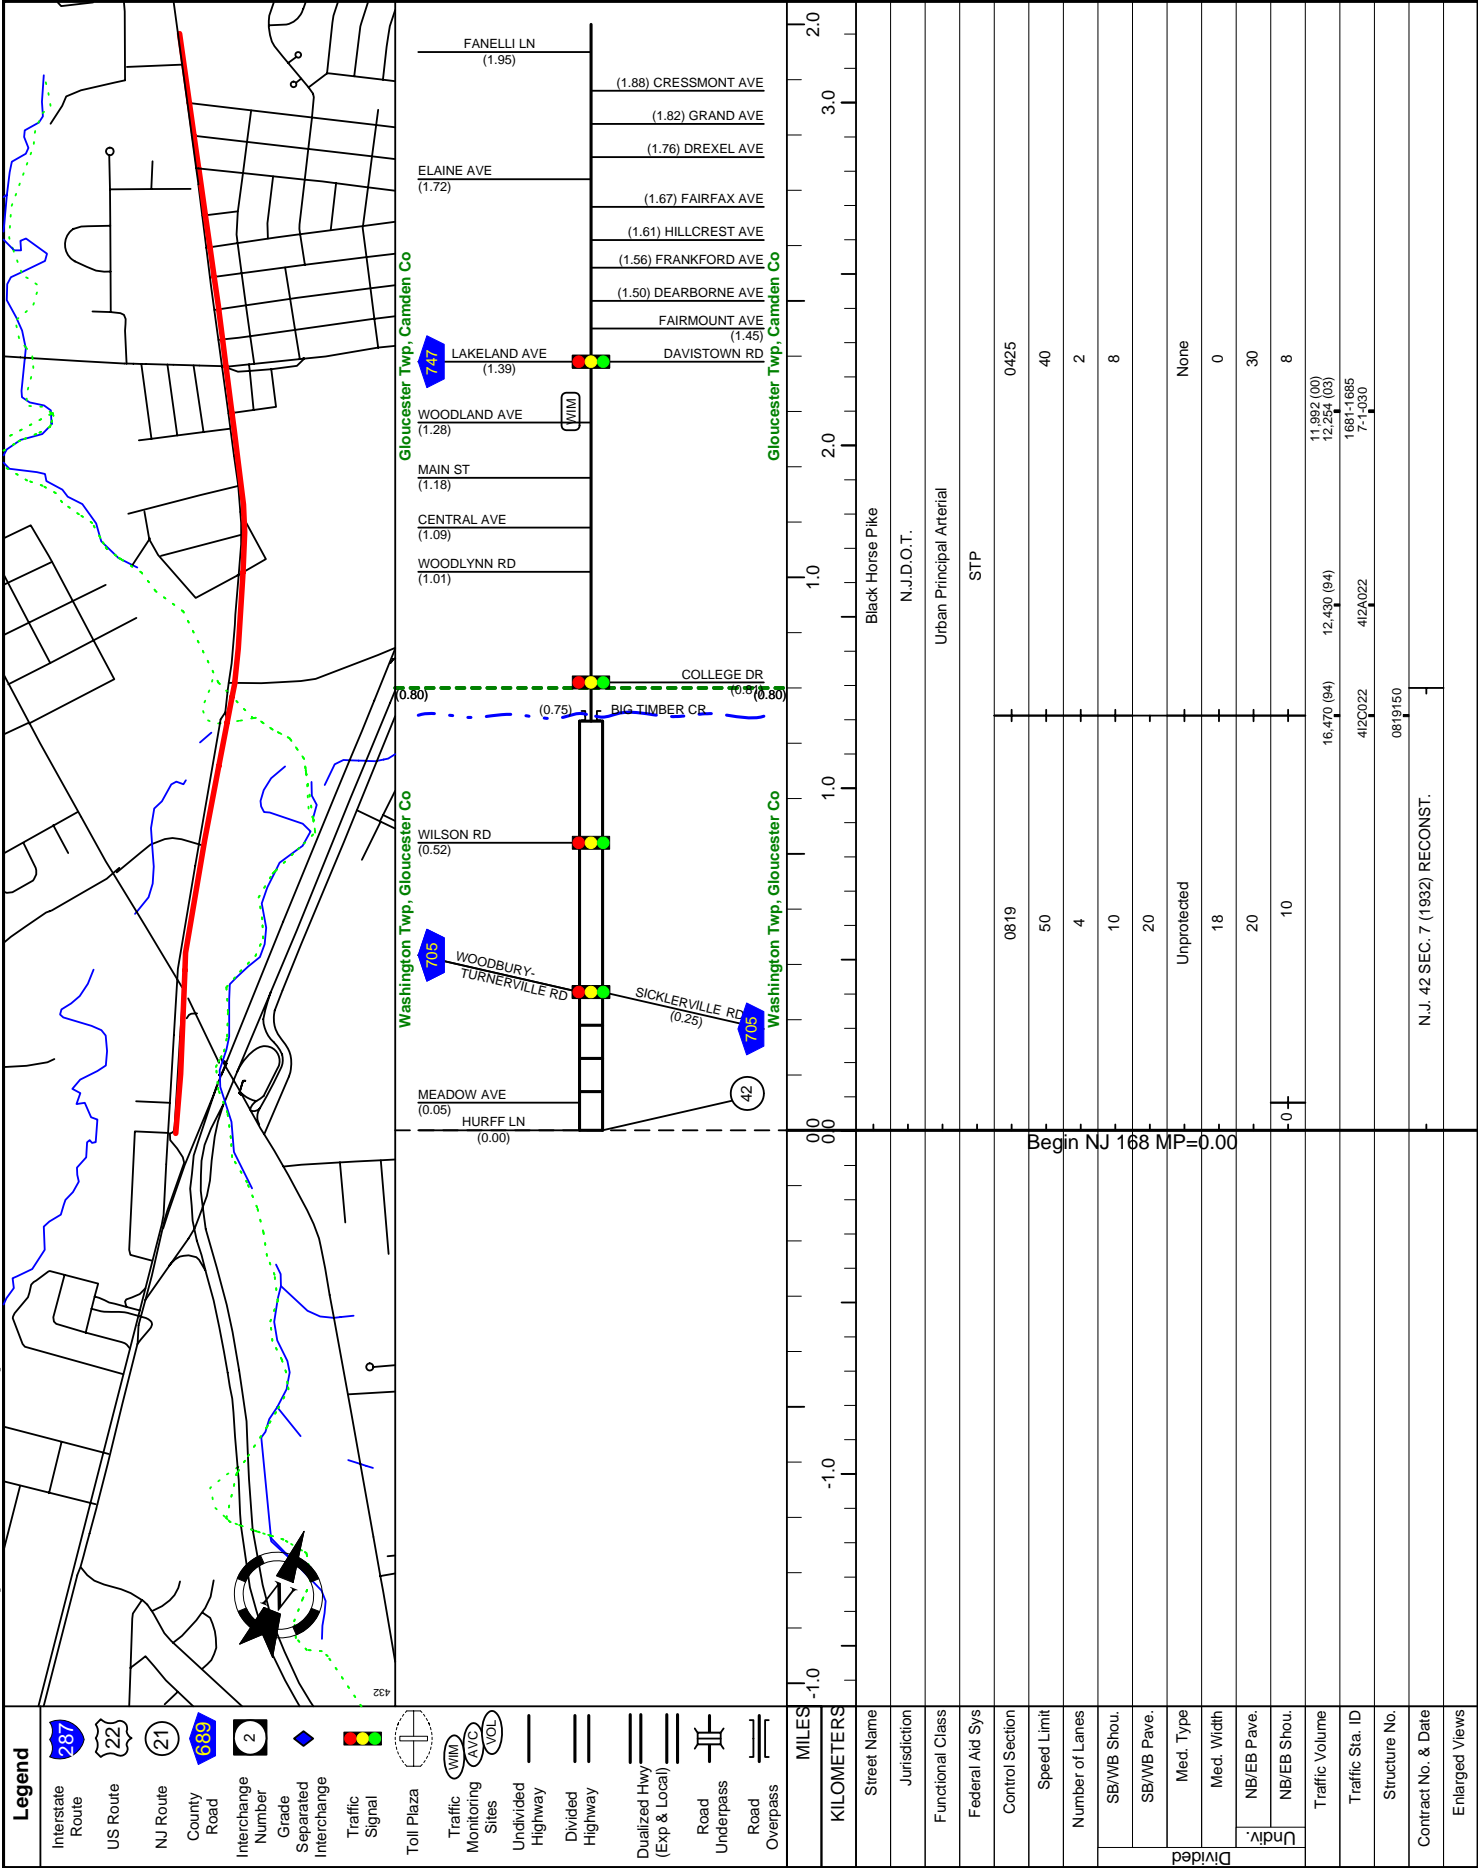 FANELLI LN
(1.95)
(1.88) CRESSMONT AVE
(1.82) GRAND AVE
(1.76) DREXEL AVE
ELAINE AVE
(1.72)
(1.67) FAIRFAX AVE
(1.61) HILLCREST AVE
(1.56) FRANKFORD AVE
(1.50) DEARBORNE AVE
FAIRMOUNT AVE
(1.45)
747
LAKELAND AVE
(1.39)
DAVISTOWN RD
WIM
WOODLAND AVE
(1.28)
MAIN ST
(1.18)
CENTRAL AVE
(1.09)
WOODLYNN RD
(1.01)
Gloucester Twp, Camden Co
Gloucester Twp, Camden Co
COLLEGE DR
(0.81)
(0.80)
(0.80)
(0.75)
BIG TIMBER CR
WILSON RD
(0.52)
Washington Twp, Gloucester Co
Washington Twp, Gloucester Co
705
WOODBURY-
TURNERVILLE RD
SICKLERVILLE RD
(0.25)
705
MEADOW AVE
(0.05)
42
HURFF LN
(0.00)
432
2.0
1.0
0.0
-1.0
3.0
2.0
1.0
0.0
-1.0
Begin NJ 168 MP=0.00
Legend
Interstate
Route
287
US Route
22
NJ Route
21
County
Road
689
Interchange
Number
2
Grade
Separated
Interchange
Traffic
Signal
Toll Plaza
Traffic
Monitoring
Sites
WIM
AVC
VOL
Undivided
Highway
Divided
Highway
Dualized Hwy
(Exp & Local)
Road
Underpass
Road
Overpass
MILES
KILOMETERS
Street Name
Black Horse Pike
Jurisdiction
N.J.D.O.T.
Functional Class
Urban Principal Arterial
Federal Aid Sys
STP
Control Section
0819
0425
Speed Limit
50
40
Number of Lanes
4
2
Divided
SB/WB Shou.
10
8
SB/WB Pave.
20
Med. Type
Unprotected
None
Med. Width
18
0
Undiv.
NB/EB Pave.
20
30
NB/EB Shou.
0
10
8
Traffic Volume
16,470 (94)
12,430 (94)
11,992 (00)
12,254 (03)
Traffic Sta. ID
4I2C022
4I2A022
1681-1685
7-1-030
Structure No.
0819150
Contract No. & Date
N.J. 42 SEC. 7 (1932) RECONST.
Enlarged Views